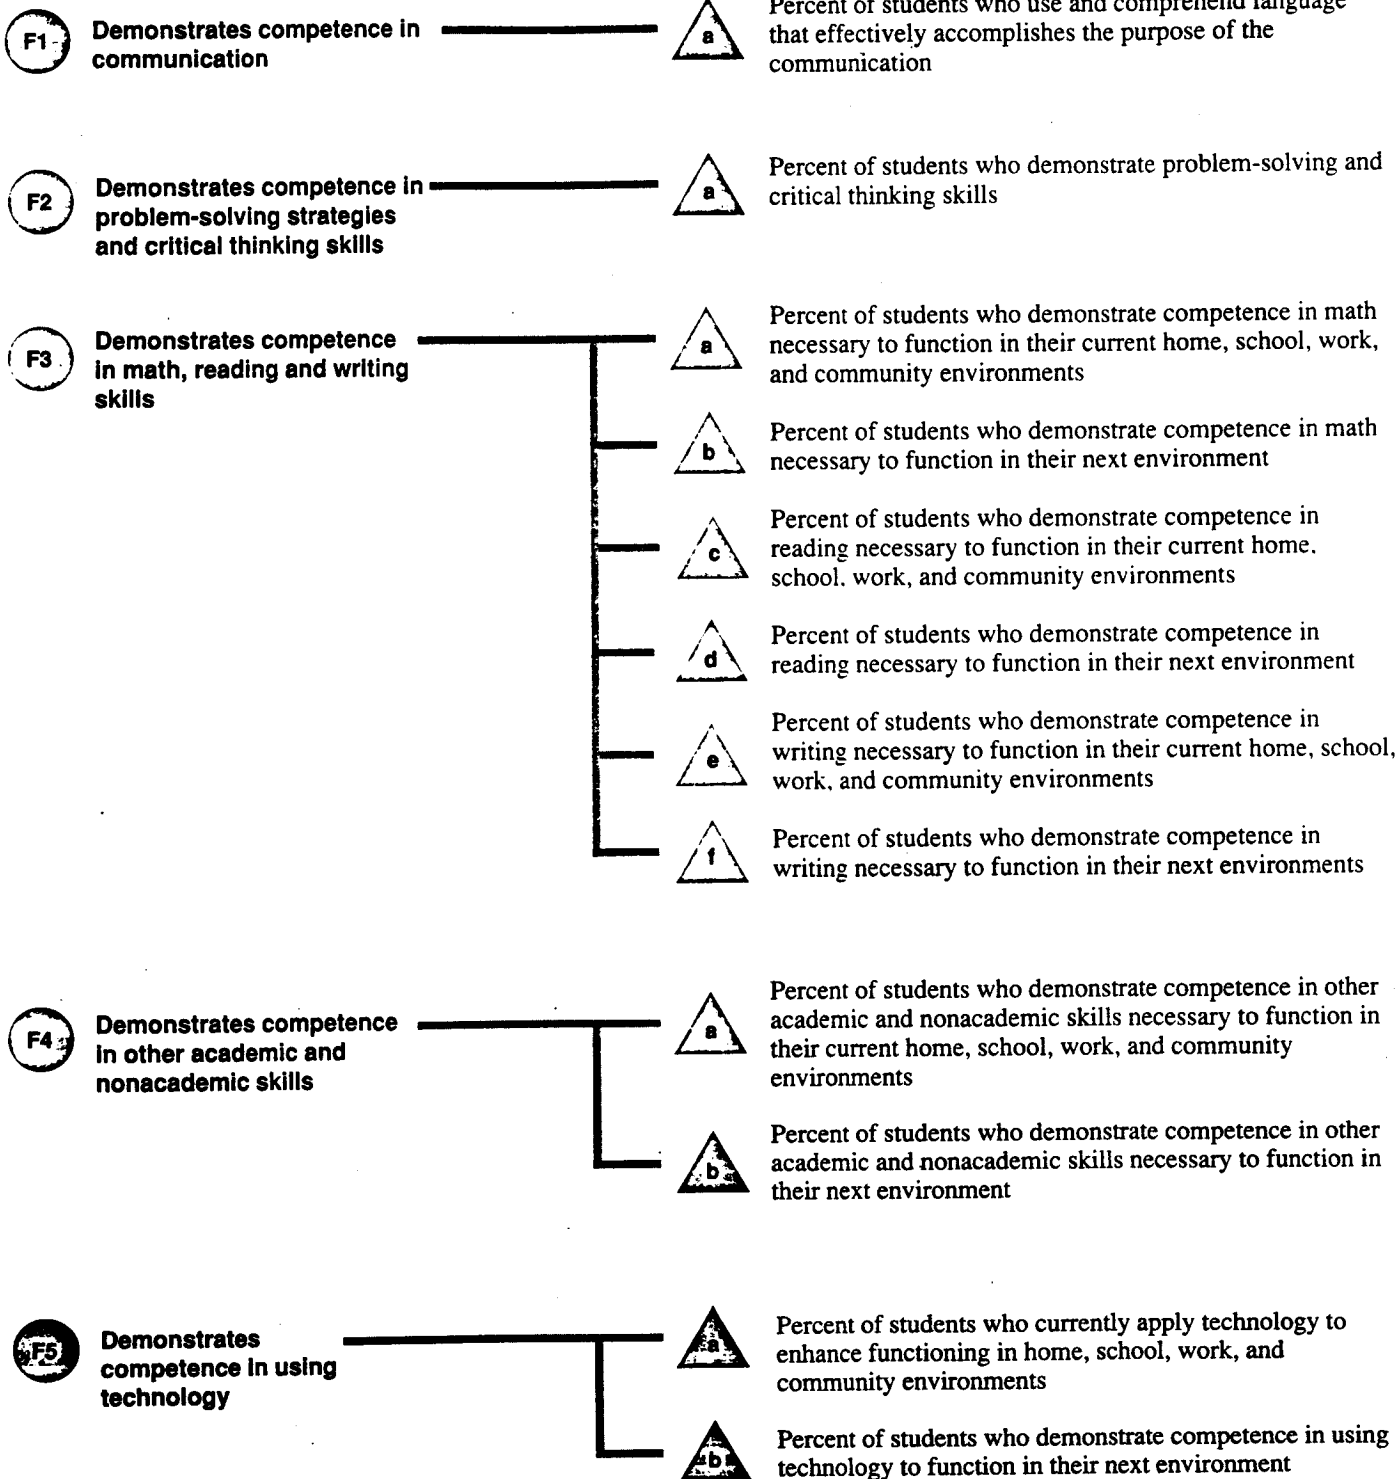 F1
Demonstrates competence in
communication
a
Percent of students who use and comprehend language
that effectively accomplishes the purpose of the
communication
F2
Demonstrates competence in
problem-solving strategies
and critical thinking skills
a
Percent of students who demonstrate problem-solving and
critical thinking skills
F3
Demonstrates competence
in math, reading and writing
skills
a
Percent of students who demonstrate competence in math
necessary to function in their current home, school, work,
and community environments
b
Percent of students who demonstrate competence in math
necessary to function in their next environment
c
Percent of students who demonstrate competence in
reading necessary to function in their current home.
school. work, and community environments
d
Percent of students who demonstrate competence in
reading necessary to function in their next environment
e
Percent of students who demonstrate competence in
writing necessary to function in their current home, school,
work, and community environments
f
Percent of students who demonstrate competence in
writing necessary to function in their next environments
F4
Demonstrates competence
in other academic and
nonacademic skills
a
Percent of students who demonstrate competence in other
academic and nonacademic skills necessary to function in
their current home, school, work, and community
environments
b
Percent of students who demonstrate competence in other
academic and nonacademic skills necessary to function in
their next environment
F5
Demonstrates
competence in using
technology
a
Percent of students who currently apply technology to
enhance functioning in home, school, work, and
community environments
b
Percent of students who demonstrate competence in using
technology to function in their next environment